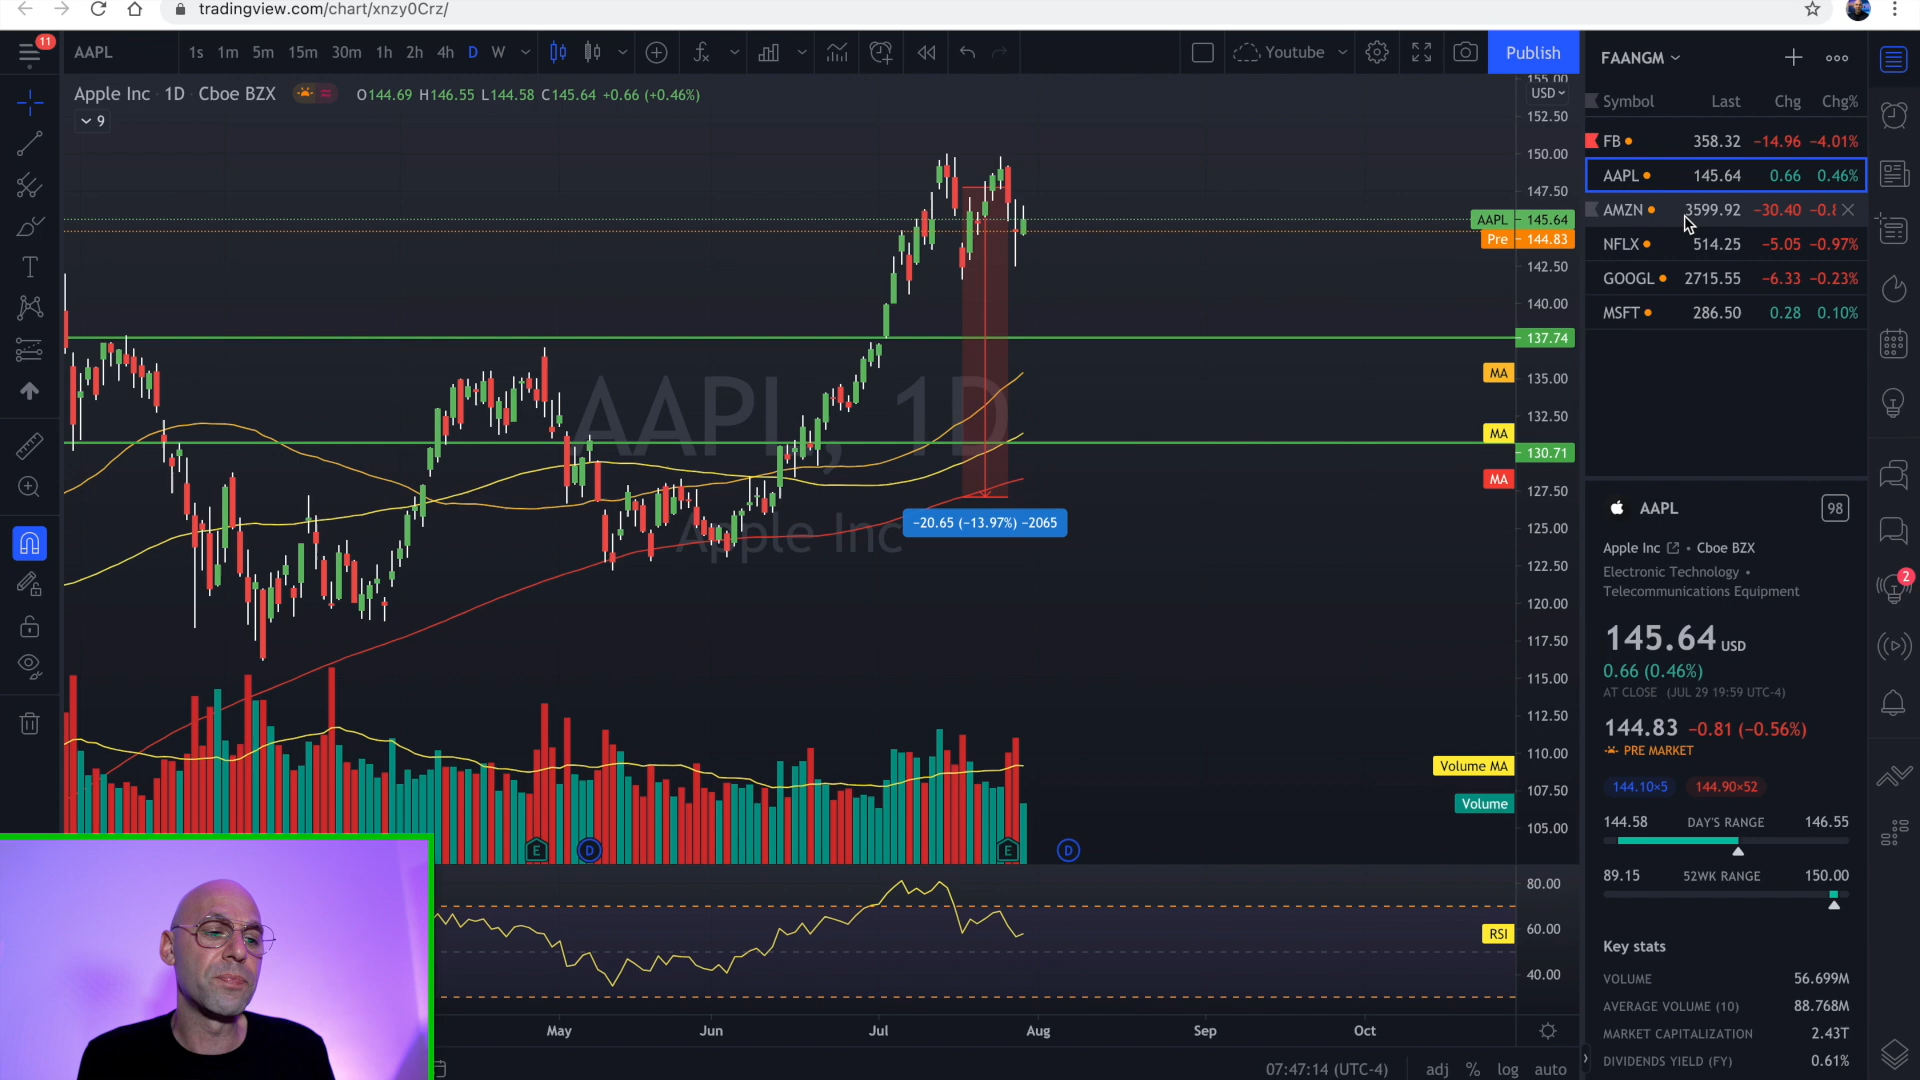 tradingview.com/chart/xnzy0Crz/
11
AAPL 1s 1m 5m 15m 30m 1h 2h 4h D W Youtube Publish
Apple Inc 1D Cboe BZX O144.69 H146.55 L144.58 C145.64 +0.66 (+0.46%)
9
AAPL, 1D
Apple Inc
-20.65 (-13.97%) -2065
155.00
USD
152.50
150.00
147.50
AAPL 145.64
Pre 144.83
142.50
140.00
137.74
MA 135.00
132.50
MA
130.71
MA
127.50
125.00
122.50
120.00
117.50
115.00
112.50
110.00
Volume MA
107.50
Volume
105.00
E D E D
80.00
RSI 60.00
40.00
May Jun Jul Aug Sep Oct
07:47:14 (UTC-4) adj % log auto
FAANGM
Symbol Last Chg Chg%
FB 358.32 −14.96 −4.01%
AAPL 145.64 0.66 0.46%
AMZN 3599.92 −30.40 −0.8
NFLX 514.25 −5.05 −0.97%
GOOGL 2715.55 −6.33 −0.23%
MSFT 286.50 0.28 0.10%
AAPL 98
Apple Inc • Cboe BZX
Electronic Technology •
Telecommunications Equipment
145.64 USD
0.66 (0.46%)
AT CLOSE (JUL 29 19:59 UTC-4)
144.83 −0.81 (−0.56%)
PRE MARKET
144.10×5 144.90×52
144.58 DAY'S RANGE 146.55
89.15 52WK RANGE 150.00
Key stats
VOLUME 56.699M
AVERAGE VOLUME (10) 88.768M
MARKET CAPITALIZATION 2.43T
DIVIDENDS YIELD (FY) 0.61%
2